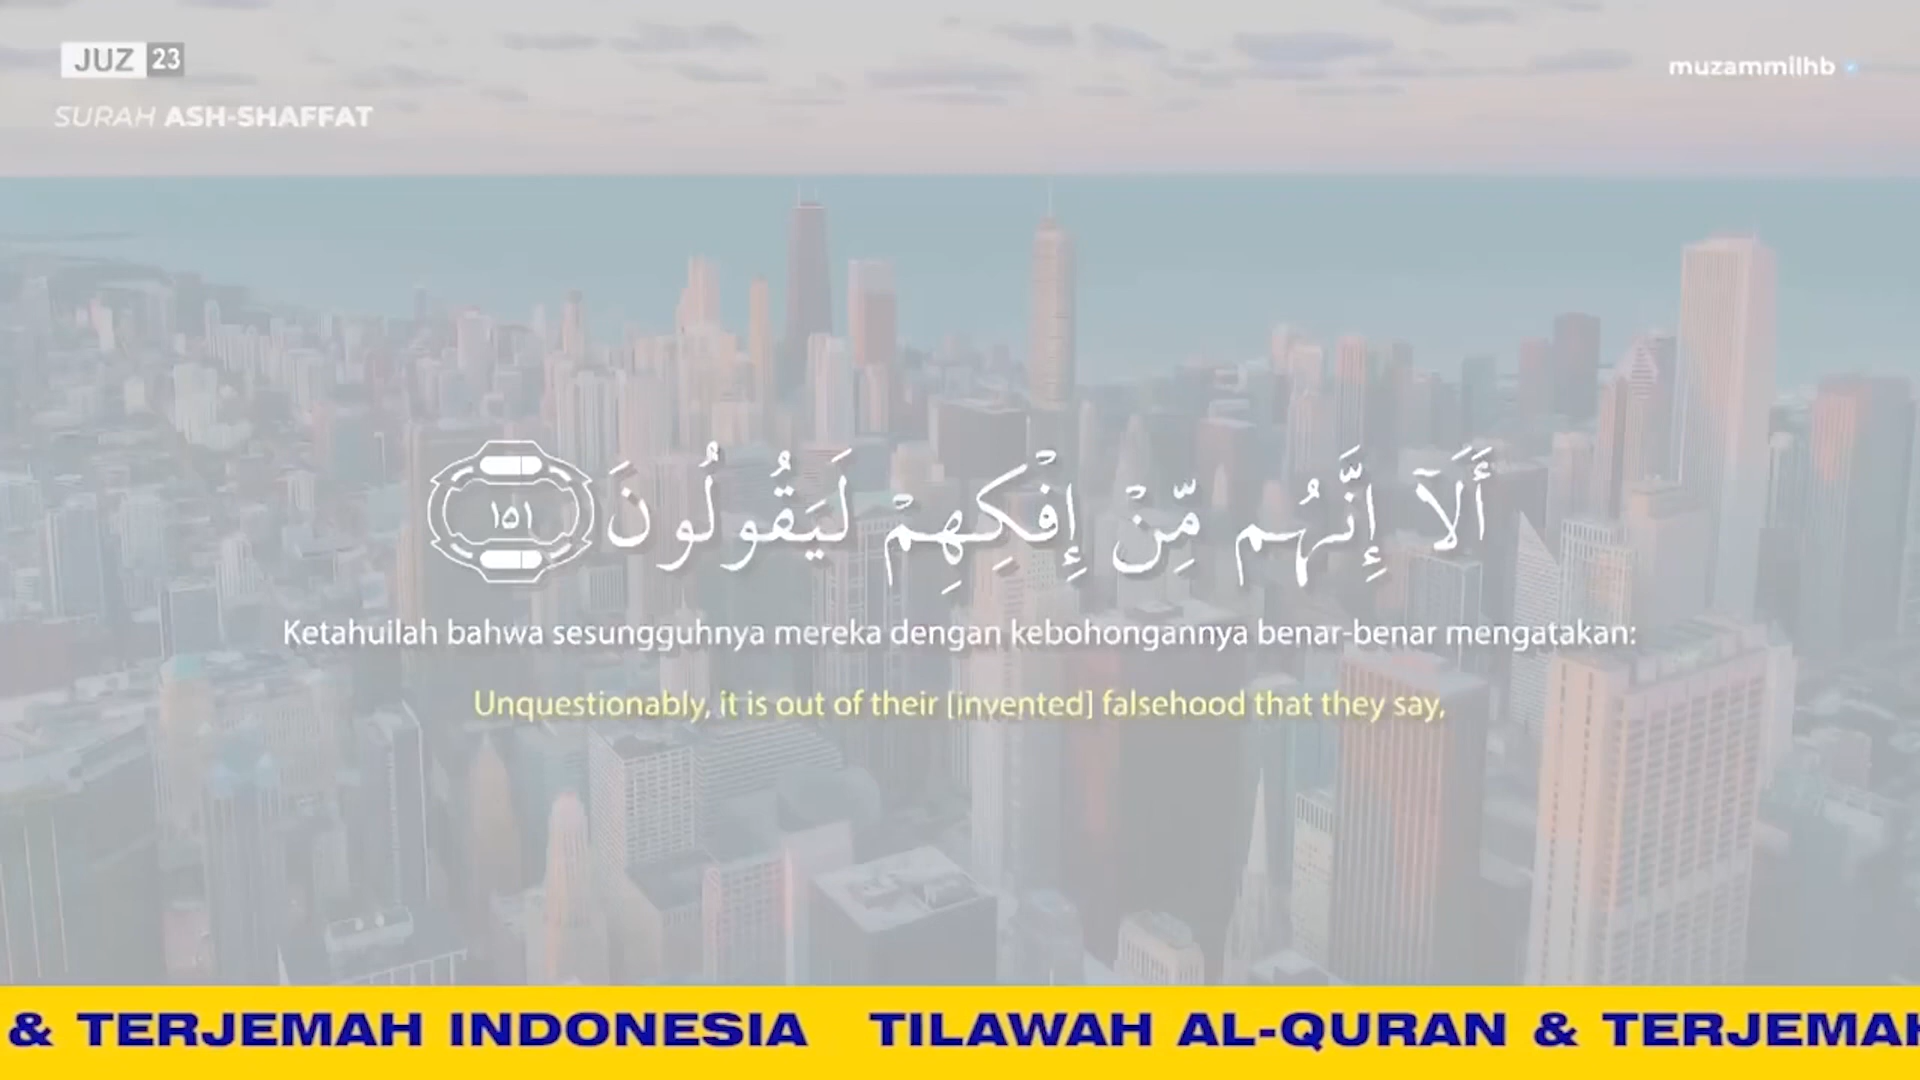 JUZ 23
muzammilhb
SURAH ASH-SHAFFAT
أَلَآ إِنَّهُم مِّنْ إِفْكِهِمْ لَيَقُولُونَ ١٥١
Ketahuilah bahwa sesungguhnya mereka dengan kebohongannya benar-benar mengatakan:
Unquestionably, it is out of their [invented] falsehood that they say,
& TERJEMAH INDONESIA TILAWAH AL-QURAN & TERJEMAH